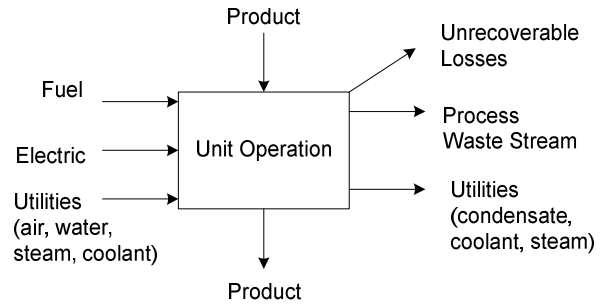 Product
Unrecoverable
Losses
Fuel
Process
Waste Stream
Electric
Unit Operation
Utilities
(air, water,
steam, coolant)
Utilities
(condensate,
coolant, steam)
Product